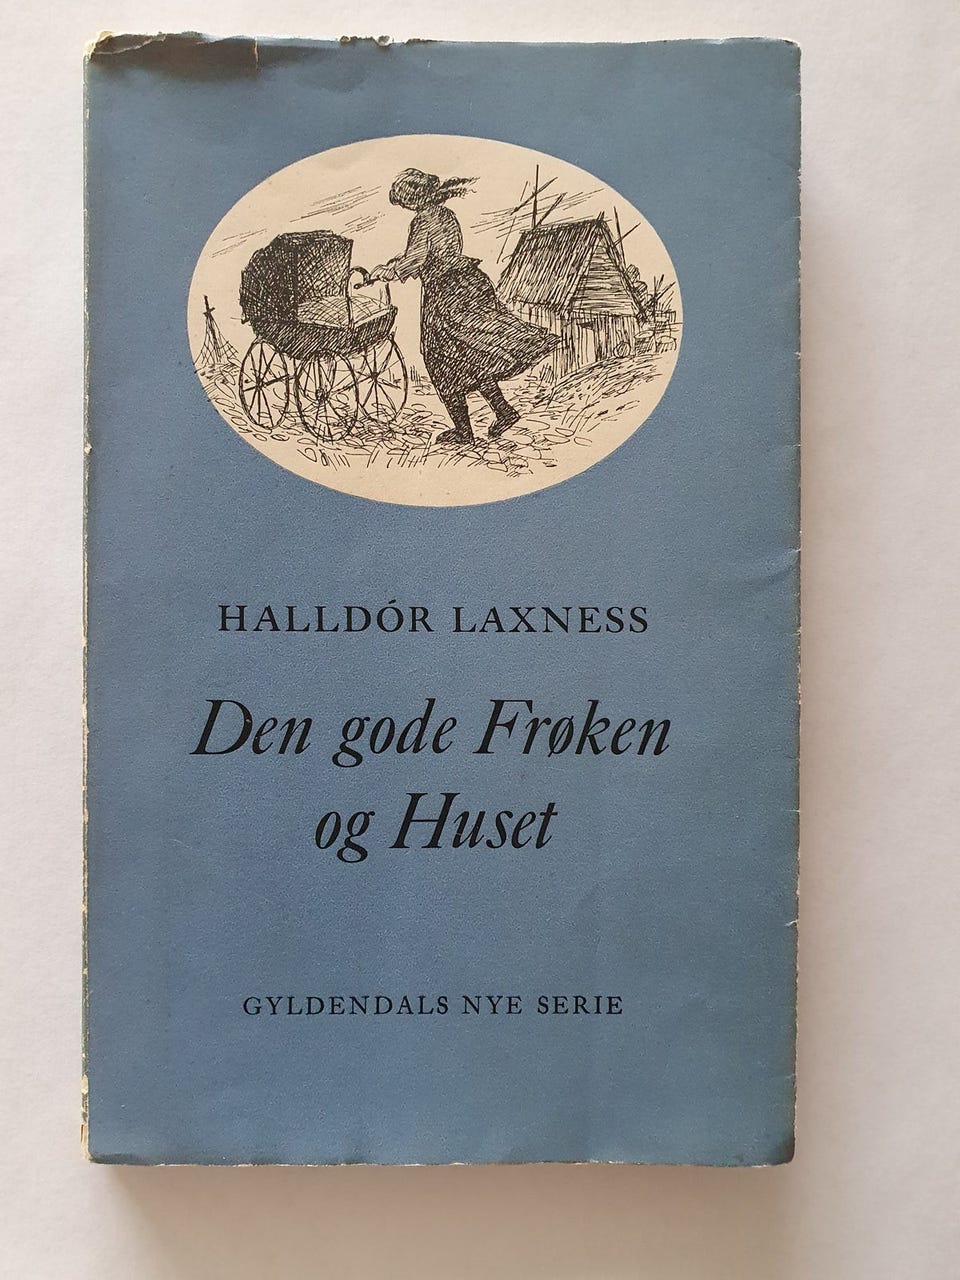 HALLDÓR LAXNESS
Den gode Frøken
og Huset
GYLDENDALS NYE SERIE